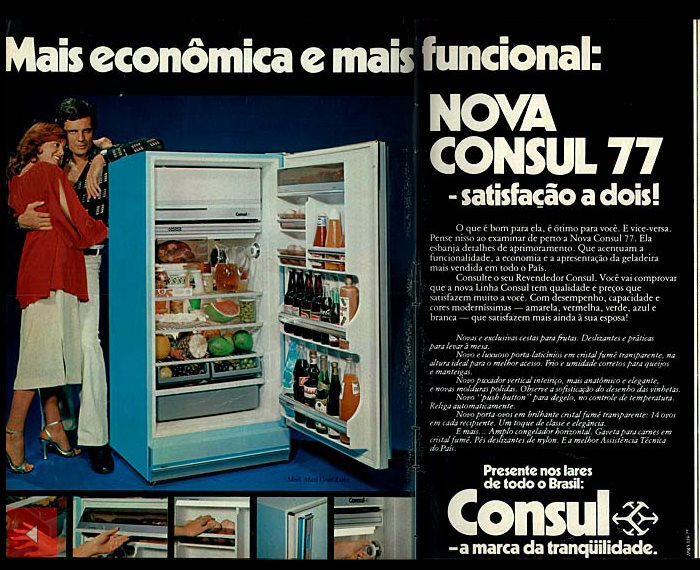 Mais econômica e mais funcional:
NOVA
CONSUL 77
- satisfação a dois!
O que é bom para ela, é ótimo para você. E vice-versa.
Pense nisso ao examinar de perto a Nova Consul 77. Ela
esbanja detalhes de aprimoramento. Que acentuam a
funcionalidade, a economia e a apresentação da geladeira
mais vendida em todo o País.
Consulte o seu Revendedor Consul. Você vai comprovar
que a nova Linha Consul tem qualidade e preços que
satisfazem muito a você. Com desempenho, capacidade e
cores moderníssimas — amarela, vermelha, verde, azul e
branca — que satisfazem mais ainda à sua esposa!
Novas e exclusivas cestas para frutas. Deslizantes e práticas
para levar à mesa.
Novo e luxuoso porta-laticínios em cristal fumê transparente, na
altura ideal para o melhor acesso. Frio e umidade corretos para queijos
e manteigas.
Novo puxador vertical inteiriço, mais anatômico e elegante,
e novas molduras polidas. Observe a sofisticação do desenho das vinhetas.
Novo "push-button" para degelo, no controle de temperatura.
Religa automaticamente.
Novo porta-ovos em brilhante cristal fumê transparente: 14 ovos
em cada recipiente. Um toque de classe e elegância.
E mais... Amplo congelador horizontal. Gaveta para carnes em
cristal fumê. Pés deslizantes de nylon. E a melhor Assistência Técnica
do País.
Consul
Mod. Maxi Gran Luxo
Presente nos lares
de todo o Brasil:
Consul
- a marca da tranqüilidade.